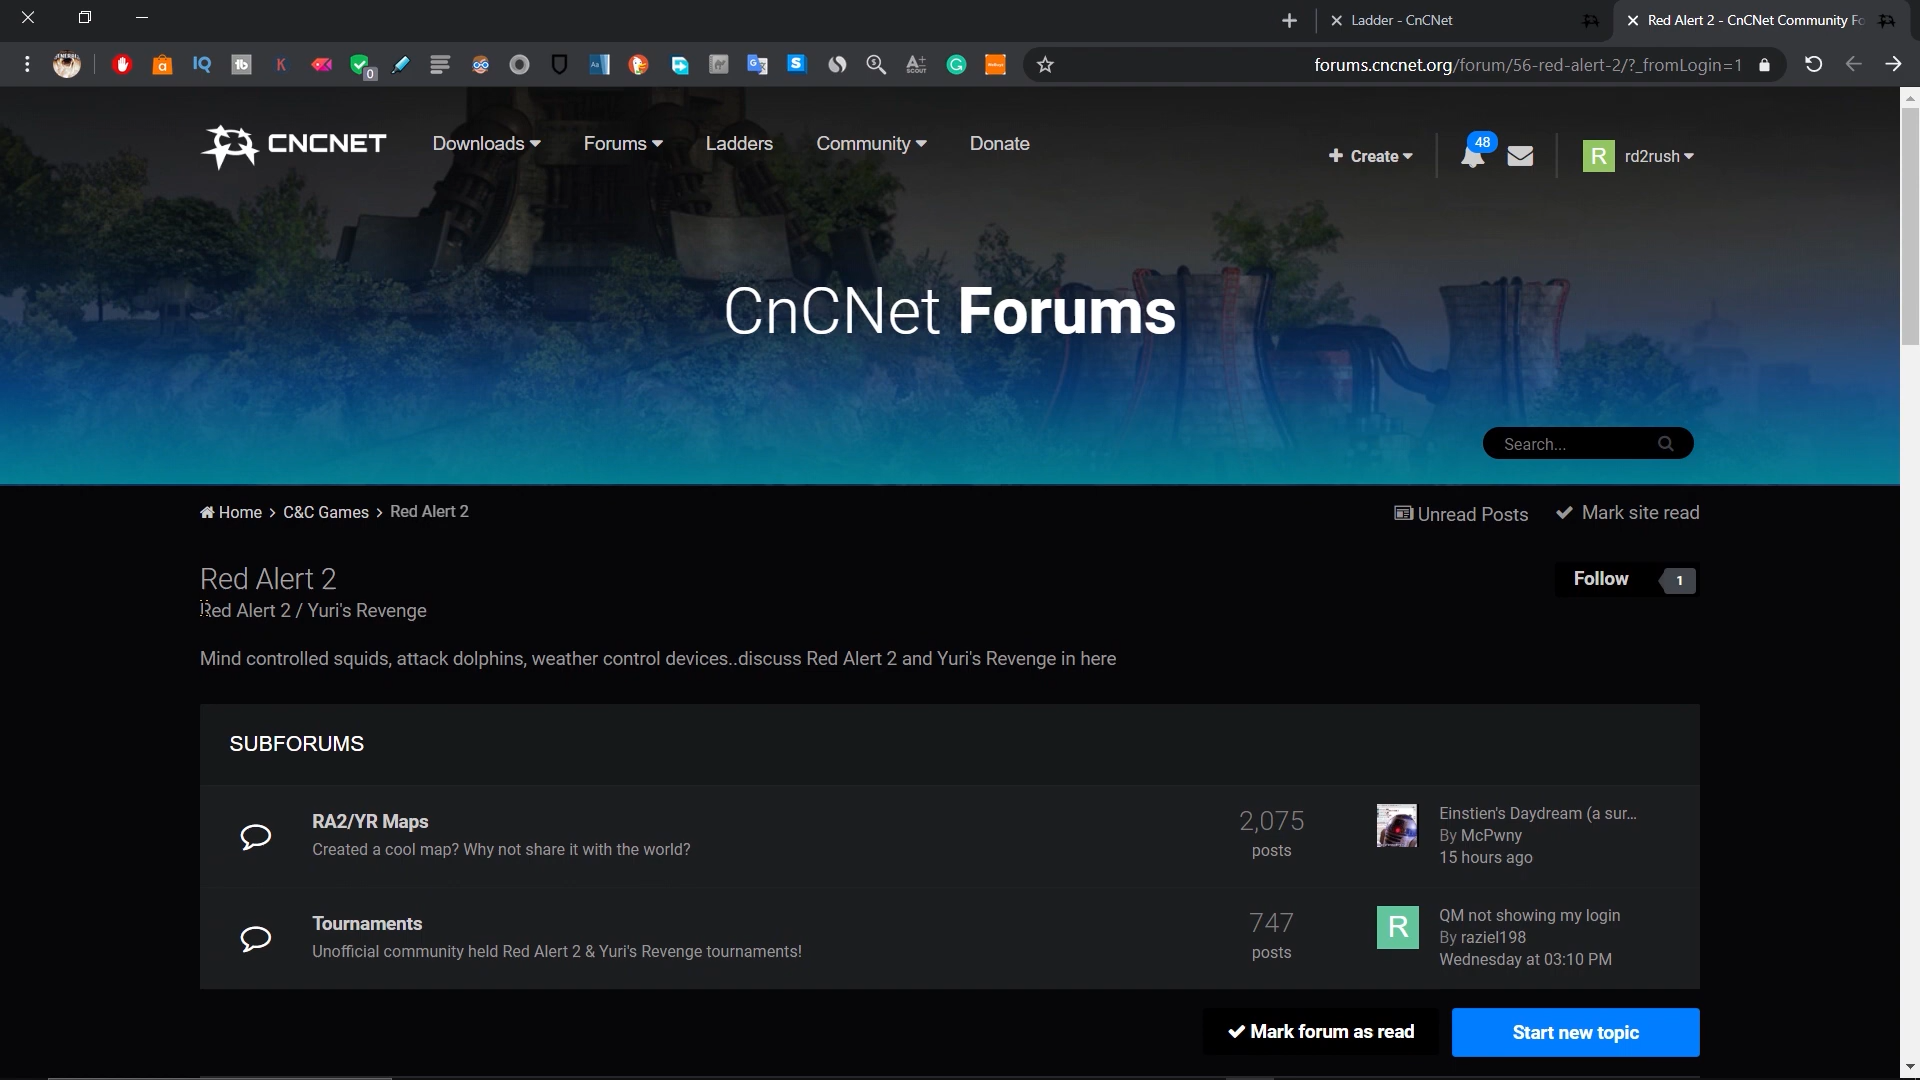 Ladder - CnCNet
Red Alert 2 - CnCNet Community Fo
IQ
tb
K
0
forums.cncnet.org/forum/56-red-alert-2/?_fromLogin=1
CNCNET
Downloads
Forums
Ladders
Community
Donate
+ Create
48
R
rd2rush
CnCNet Forums
Search...
Home > C&C Games > Red Alert 2
Unread Posts
Mark site read
Red Alert 2
Follow
1
Red Alert 2 / Yuri's Revenge
Mind controlled squids, attack dolphins, weather control devices..discuss Red Alert 2 and Yuri's Revenge in here
SUBFORUMS
RA2/YR Maps
Created a cool map? Why not share it with the world?
2,075
posts
Einstien's Daydream (a sur...
By McPwny
15 hours ago
Tournaments
Unofficial community held Red Alert 2 & Yuri's Revenge tournaments!
747
posts
R
QM not showing my login
By raziel198
Wednesday at 03:10 PM
Mark forum as read
Start new topic